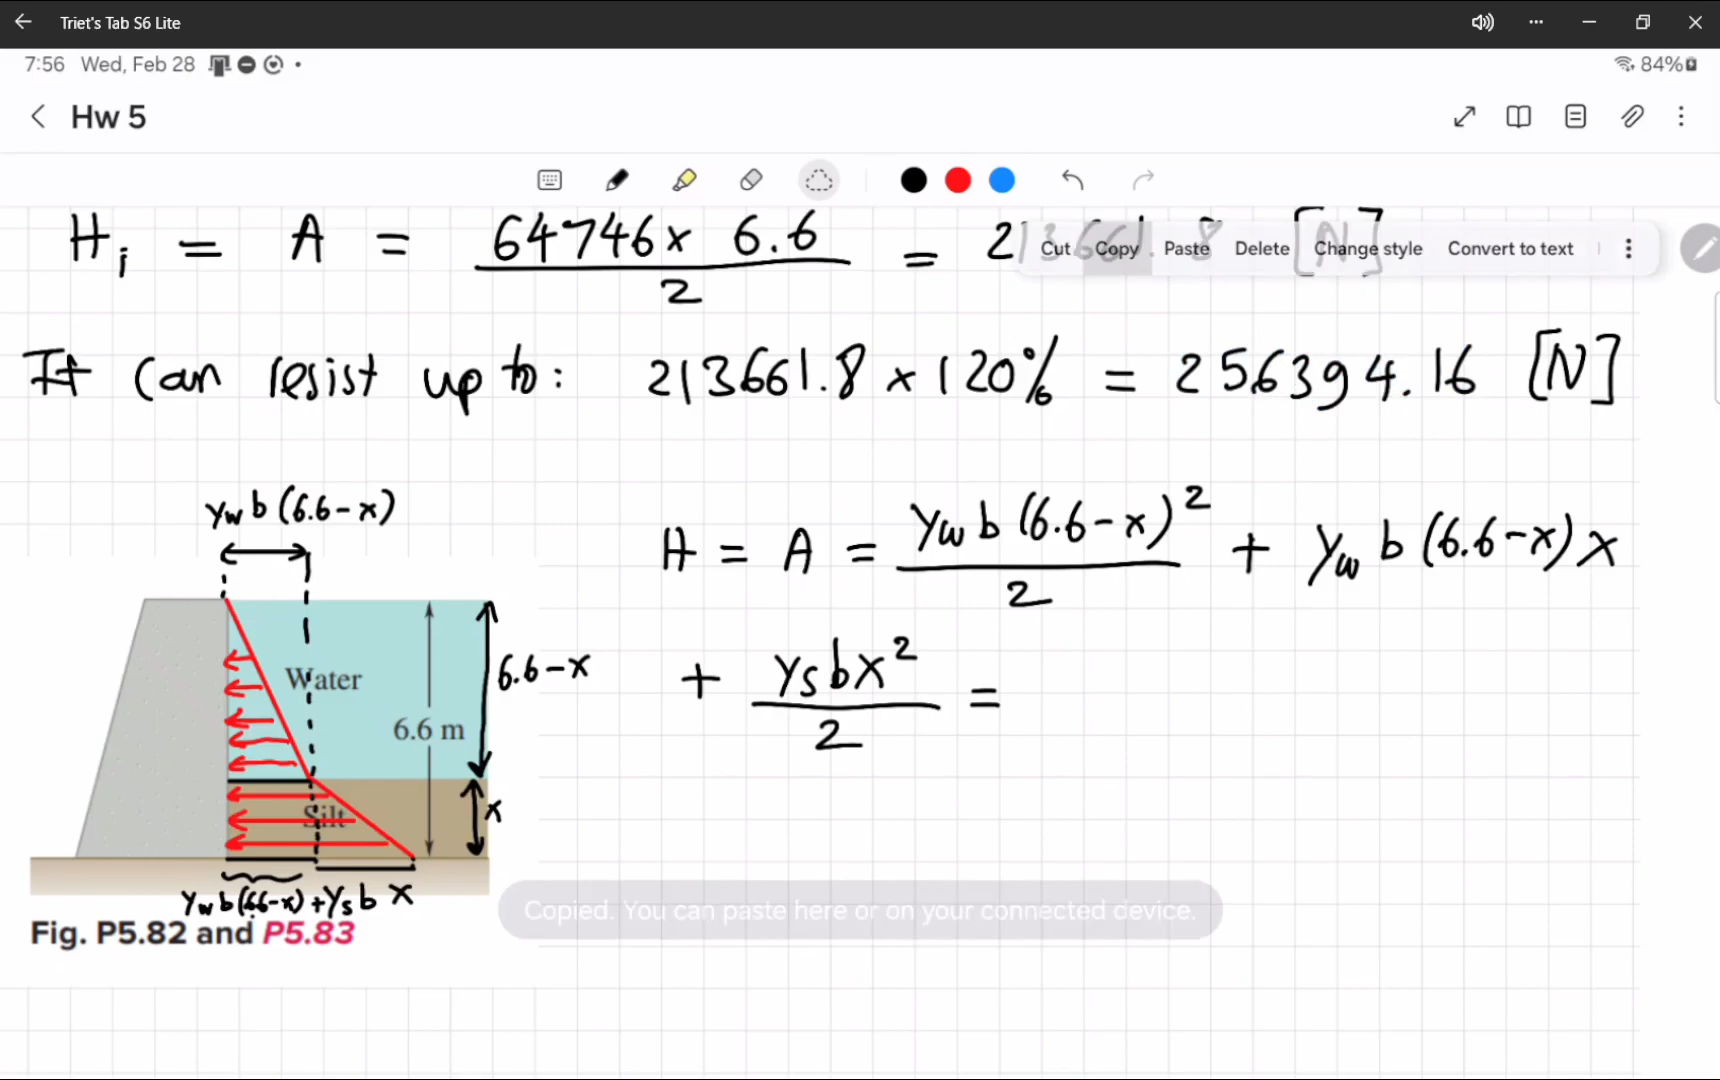 Triet's Tab S6 Lite
7:56 Wed, Feb 28
84%
Hw 5
H_i = A = 64746 x 6.6 / 2 = 213661.8 [N]
Cut Copy Paste Delete Change style Convert to text
It can resist up to: 213661.8 x 120% = 256394.16 [N]
γw b (6.6-x)
H = A = γw b (6.6-x)² / 2 + γw b (6.6-x) x
+ γs b x² / 2 =
Water
6.6-x
6.6 m
Silt
x
γw b (6.6-x) + γs b x
Copied. You can paste here or on your connected device.
Fig. P5.82 and P5.83